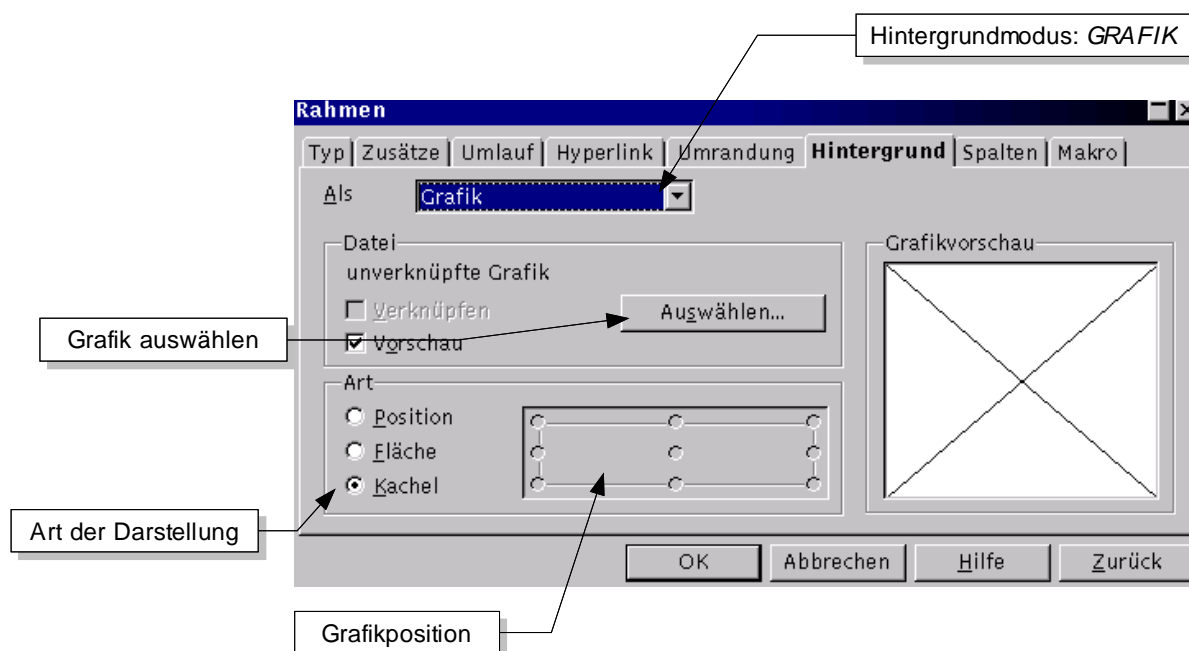 Hintergrundmodus: GRAFIK
Rahmen
Typ Zusätze Umlauf Hyperlink Umrandung Hintergrund Spalten Makro
Als Grafik
Datei
unverknüpfte Grafik
Verknüpfen
Auswählen...
Vorschau
Grafikvorschau
Grafik auswählen
Art
Position
Fläche
Kachel
Art der Darstellung
OK Abbrechen Hilfe Zurück
Grafikposition